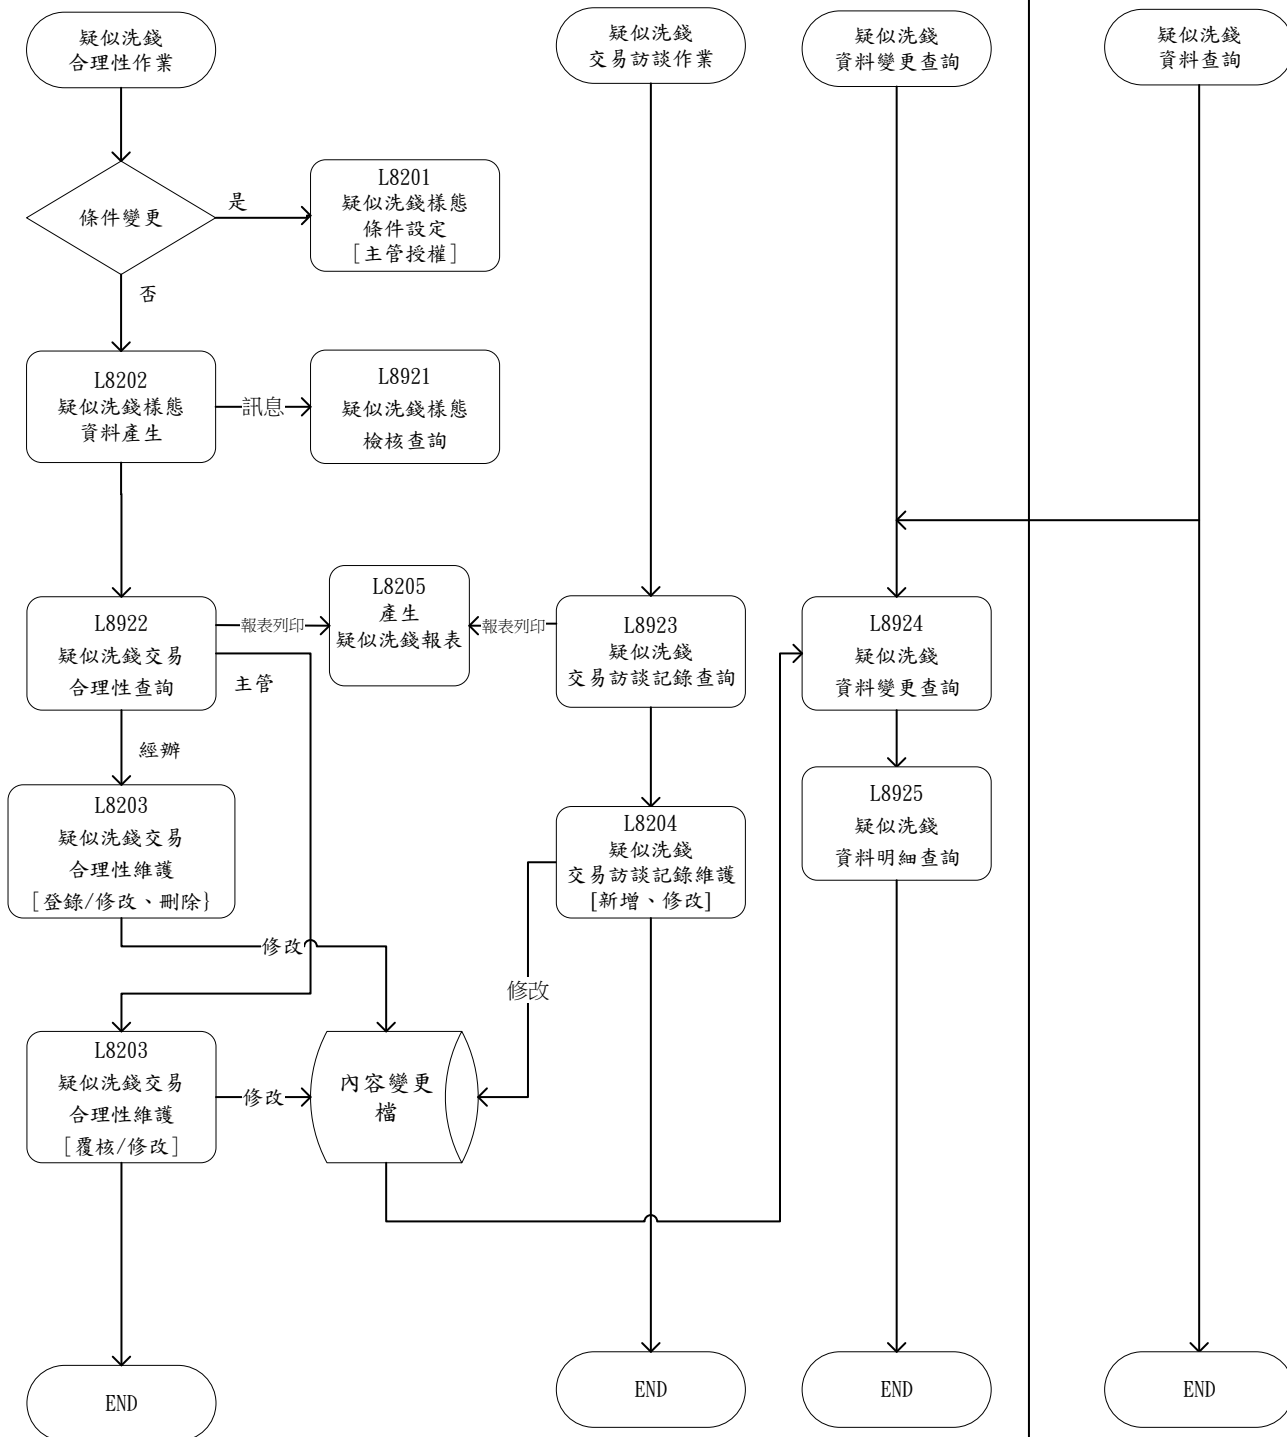 疑似洗錢
合理性作業
疑似洗錢
交易訪談作業
疑似洗錢
資料變更查詢
疑似洗錢
資料查詢
條件變更
是
L8201
疑似洗錢樣態
條件設定
[主管授權]
否
L8202
疑似洗錢樣態
資料產生
訊息
L8921
疑似洗錢樣態
檢核查詢
L8922
疑似洗錢交易
合理性查詢
報表列印
L8205
產生
疑似洗錢報表
報表列印
L8923
疑似洗錢
交易訪談記錄查詢
L8924
疑似洗錢
資料變更查詢
主管
經辦
L8203
疑似洗錢交易
合理性維護
[登錄/修改、刪除}
L8204
疑似洗錢
交易訪談記錄維護
[新增、修改]
L8925
疑似洗錢
資料明細查詢
修改
修改
L8203
疑似洗錢交易
合理性維護
[覆核/修改]
修改
內容變更
檔
END
END
END
END